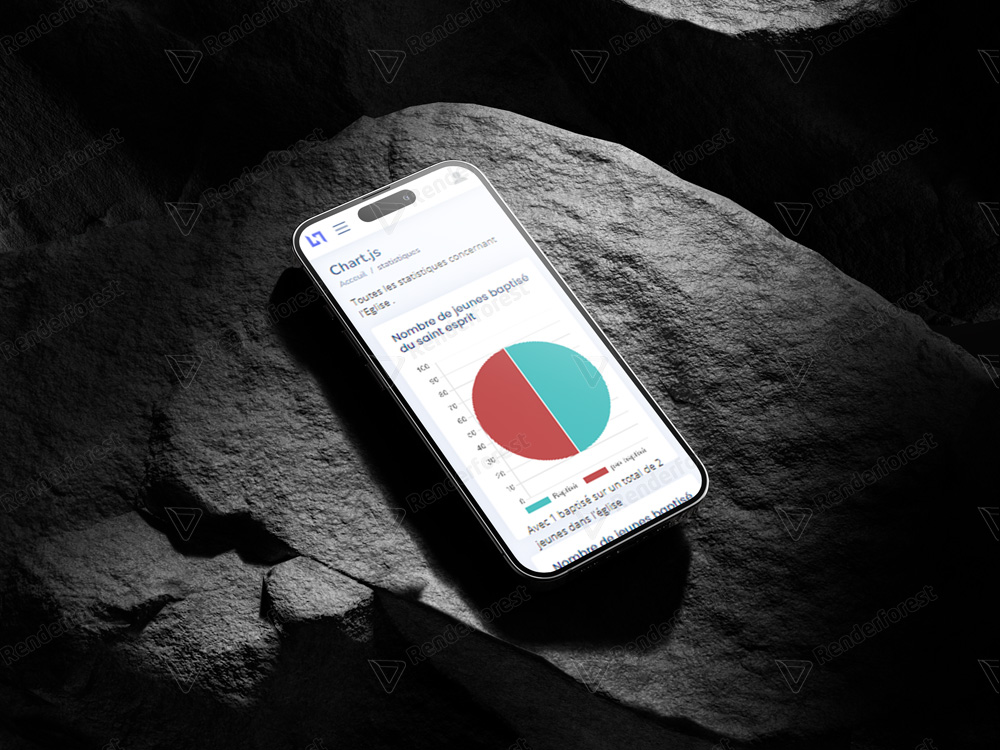 Chart.js
Accueil / statistiques
Toutes les statistiques concernant
l'Eglise .
Nombre de jeunes baptisé
du saint esprit
100
90
80
70
60
50
40
30
20
10
0
Baptisé
pas baptisé
Avec 1 baptisé sur un total de 2
jeunes dans l'église
Nombre de jeunes baptisé
Renderforest